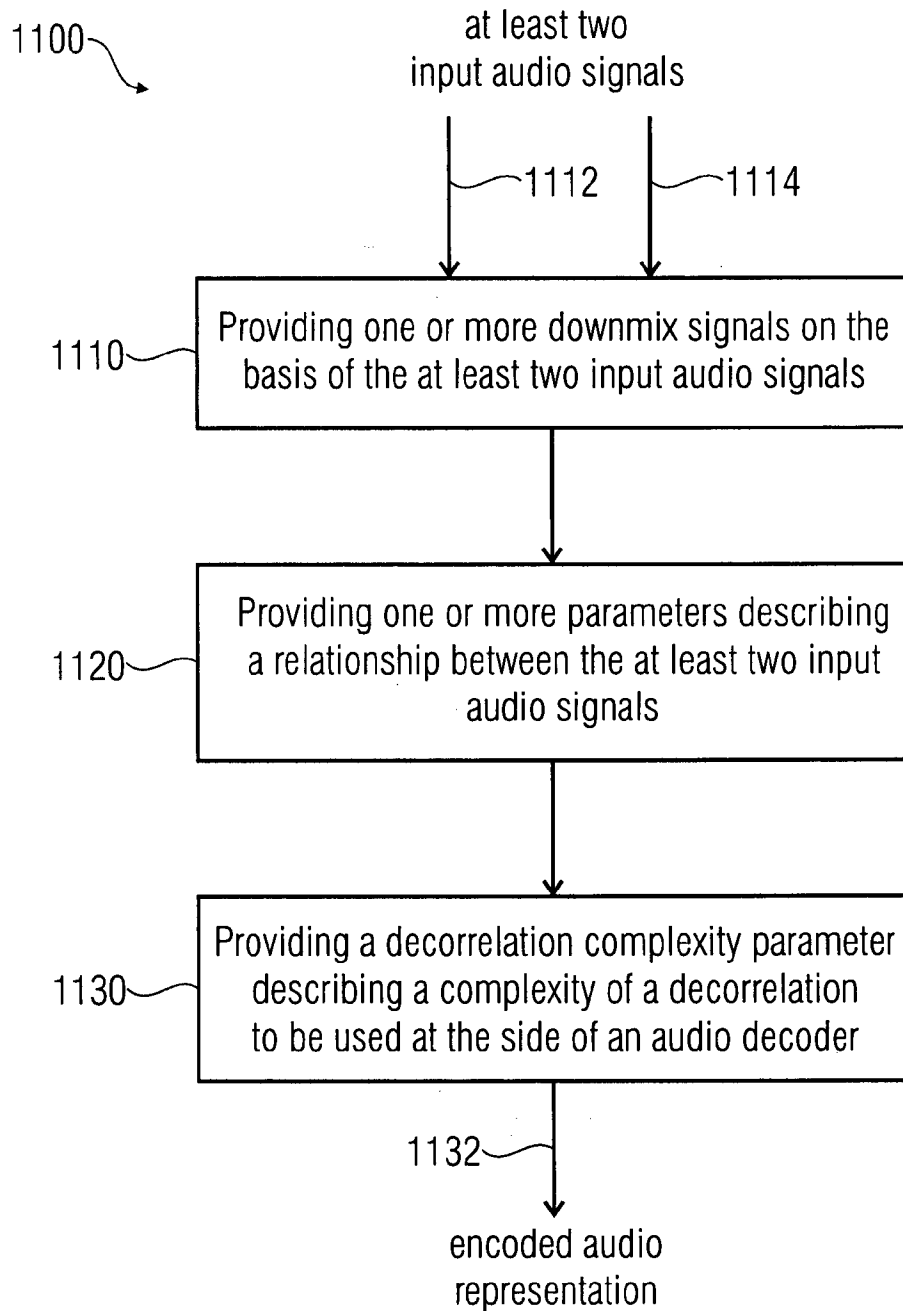 1100
at least two
input audio signals
1112
1114
1110
Providing one or more downmix signals on the
basis of the at least two input audio signals
1120
Providing one or more parameters describing
a relationship between the at least two input
audio signals
1130
Providing a decorrelation complexity parameter
describing a complexity of a decorrelation
to be used at the side of an audio decoder
1132
encoded audio
representation